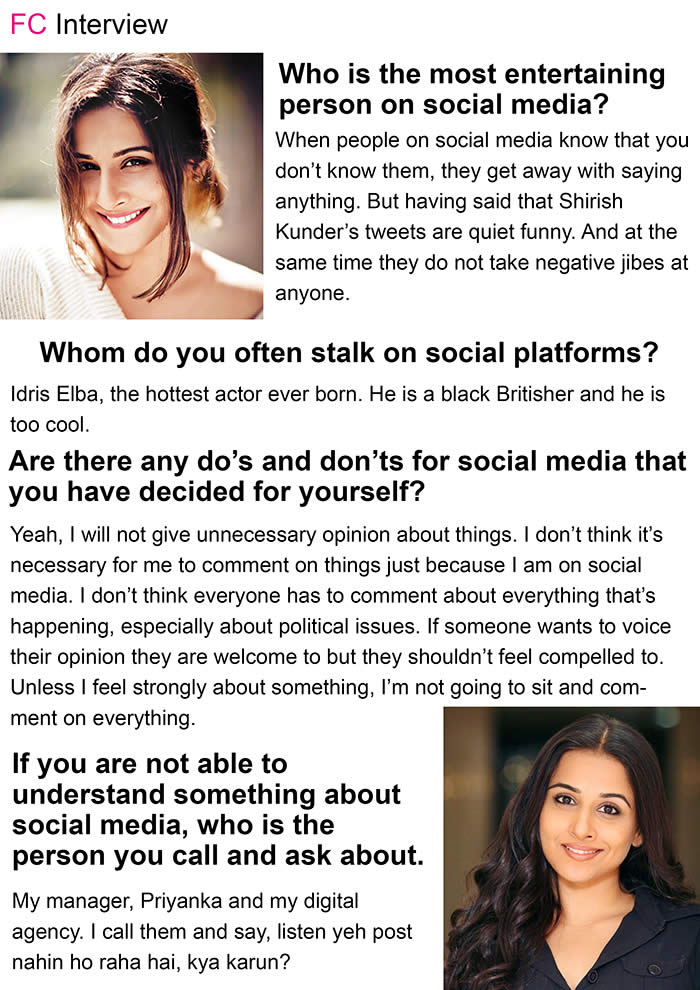 FC Interview
Who is the most entertaining
person on social media?
When people on social media know that you
don’t know them, they get away with saying
anything. But having said that Shirish
Kunder’s tweets are quiet funny. And at the
same time they do not take negative jibes at
anyone.
Whom do you often stalk on social platforms?
Idris Elba, the hottest actor ever born. He is a black Britisher and he is
too cool.
Are there any do’s and don’ts for social media that
you have decided for yourself?
Yeah, I will not give unnecessary opinion about things. I don’t think it’s
necessary for me to comment on things just because I am on social
media. I don’t think everyone has to comment about everything that’s
happening, especially about political issues. If someone wants to voice
their opinion they are welcome to but they shouldn’t feel compelled to.
Unless I feel strongly about something, I’m not going to sit and com-
ment on everything.
If you are not able to
understand something about
social media, who is the
person you call and ask about.
My manager, Priyanka and my digital
agency. I call them and say, listen yeh post
nahin ho raha hai, kya karun?